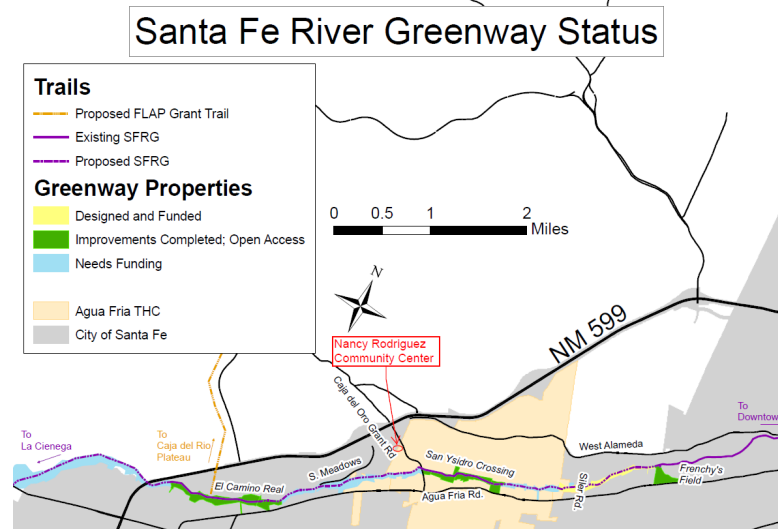 Santa Fe River Greenway Status
Trails
Proposed FLAP Grant Trail
Existing SFRG
Proposed SFRG
Greenway Properties
Designed and Funded
Improvements Completed; Open Access
Needs Funding
Agua Fria THC
City of Santa Fe
0 0.5 1 2
Miles
N
NM 599
Nancy Rodriguez
Community Center
Caja del Oro Grant Rd
To
La Cienega
To
Caja del Rio
Plateau
To
Downtow
West Alameda
San Ysidro Crossing
S. Meadows
El Camino Real
Agua Fria Rd.
Siler Rd.
Frenchy's
Field